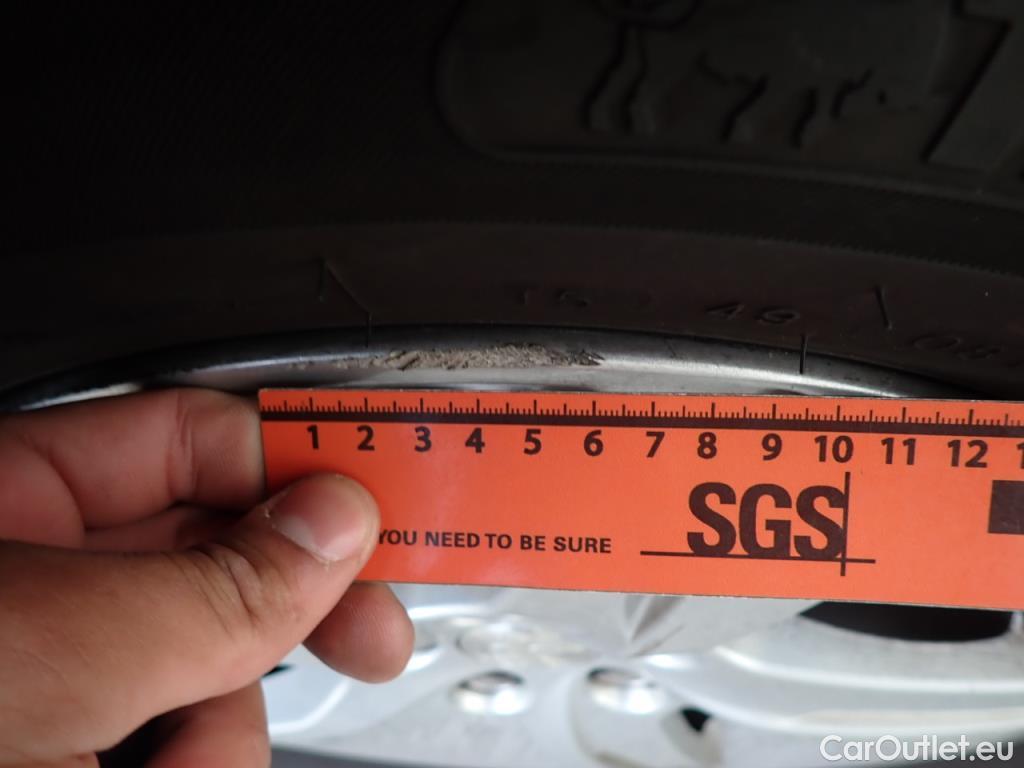 1 2 3 4 5 6 7 8 9 10 11 12
YOU NEED TO BE SURE
SGS
CarOutlet.eu